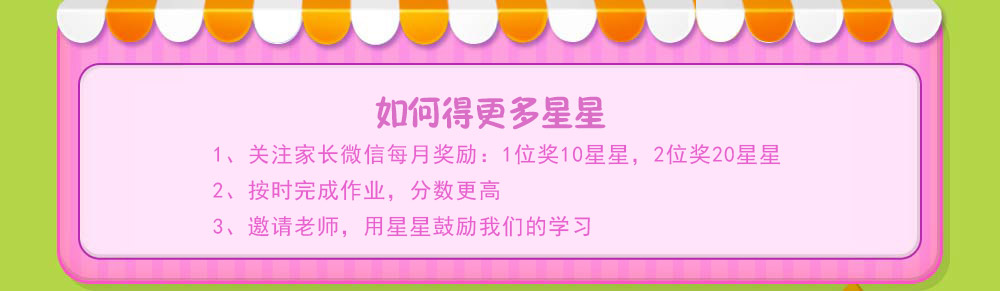 如何得更多星星
1、关注家长微信每月奖励：1位奖10星星，2位奖20星星
2、按时完成作业，分数更高
3、邀请老师，用星星鼓励我们的学习